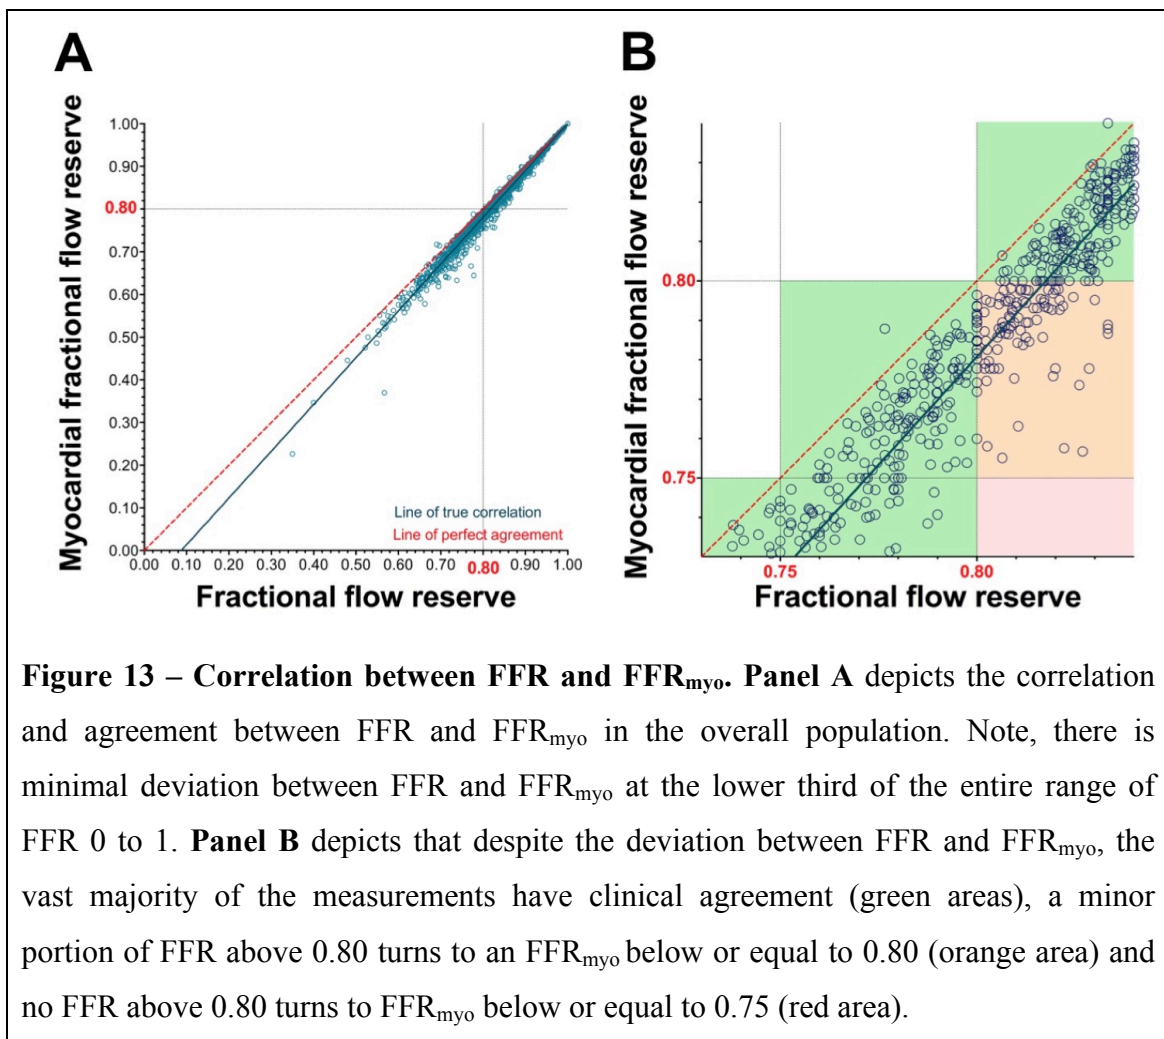 A
Myocardial fractional flow reserve
1.00
0.90
0.80
0.70
0.60
0.50
0.40
0.30
0.20
0.10
0.00
0.00 0.10 0.20 0.30 0.40 0.50 0.60 0.70 0.80 0.90 1.00
Line of true correlation
Line of perfect agreement
Fractional flow reserve
B
Myocardial fractional flow reserve
0.80
0.75
0.75 0.80
Fractional flow reserve
Figure 13 – Correlation between FFR and FFRmyo. Panel A depicts the correlation
and agreement between FFR and FFRmyo in the overall population. Note, there is
minimal deviation between FFR and FFRmyo at the lower third of the entire range of
FFR 0 to 1. Panel B depicts that despite the deviation between FFR and FFRmyo, the
vast majority of the measurements have clinical agreement (green areas), a minor
portion of FFR above 0.80 turns to an FFRmyo below or equal to 0.80 (orange area) and
no FFR above 0.80 turns to FFRmyo below or equal to 0.75 (red area).